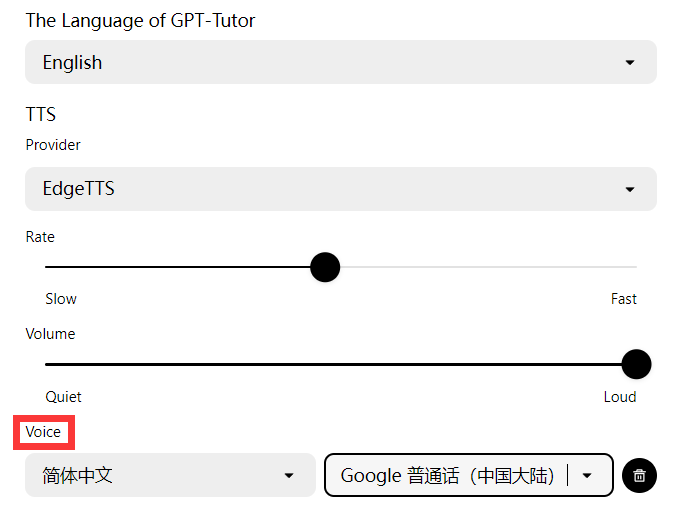 The Language of GPT-Tutor
English
TTS
Provider
EdgeTTS
Rate
Slow Fast
Volume
Quiet Loud
Voice
简体中文 Google 普通话（中国大陆）